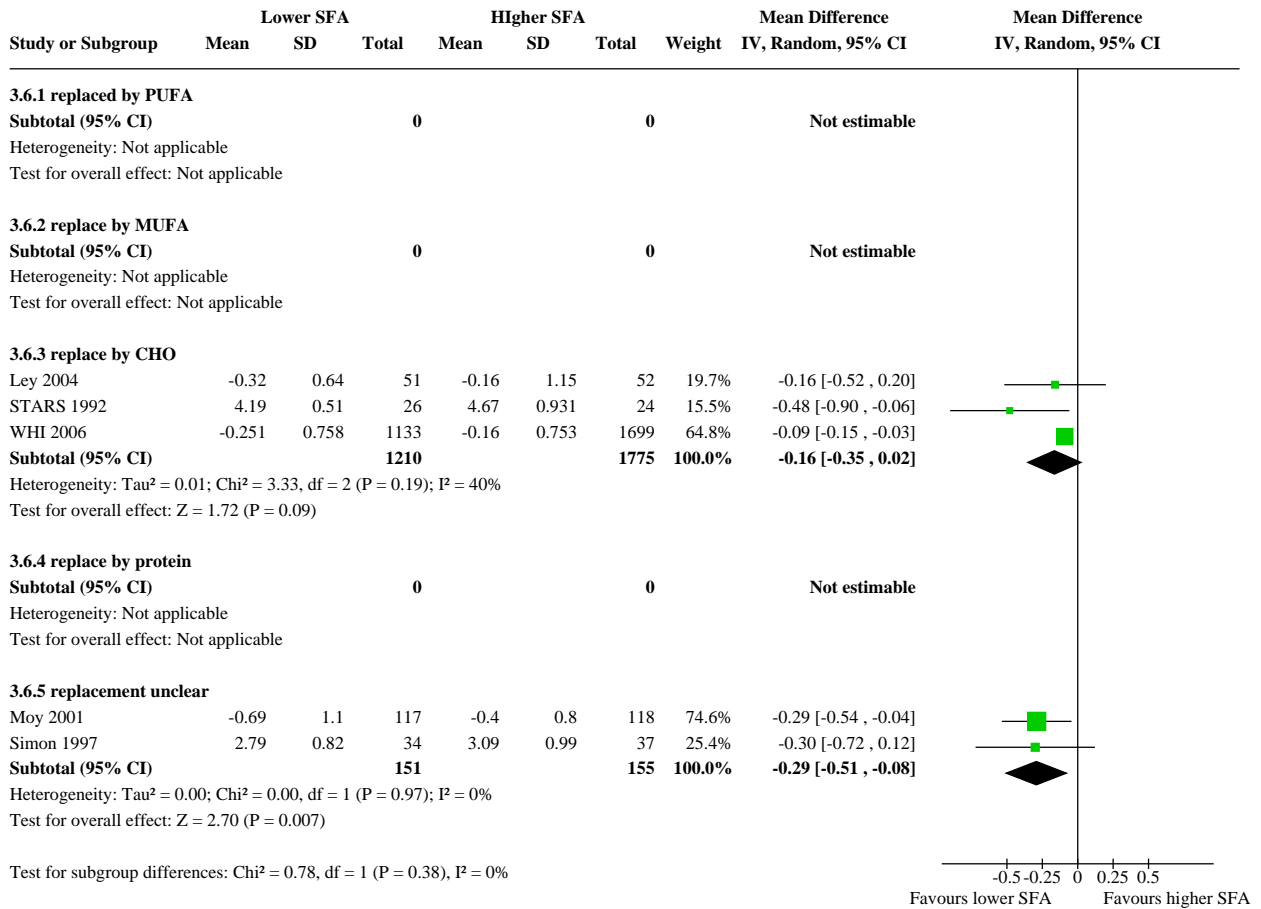 Lower SFA HIgher SFA Mean Difference Mean Difference
Study or Subgroup Mean SD Total Mean SD Total Weight IV, Random, 95% CI IV, Random, 95% CI
3.6.1 replaced by PUFA
Subtotal (95% CI) 0 0 Not estimable
Heterogeneity: Not applicable
Test for overall effect: Not applicable
3.6.2 replace by MUFA
Subtotal (95% CI) 0 0 Not estimable
Heterogeneity: Not applicable
Test for overall effect: Not applicable
3.6.3 replace by CHO
Ley 2004 -0.32 0.64 51 -0.16 1.15 52 19.7% -0.16 [-0.52 , 0.20]
STARS 1992 4.19 0.51 26 4.67 0.931 24 15.5% -0.48 [-0.90 , -0.06]
WHI 2006 -0.251 0.758 1133 -0.16 0.753 1699 64.8% -0.09 [-0.15 , -0.03]
Subtotal (95% CI) 1210 1775 100.0% -0.16 [-0.35 , 0.02]
Heterogeneity: Tau² = 0.01; Chi² = 3.33, df = 2 (P = 0.19); I² = 40%
Test for overall effect: Z = 1.72 (P = 0.09)
3.6.4 replace by protein
Subtotal (95% CI) 0 0 Not estimable
Heterogeneity: Not applicable
Test for overall effect: Not applicable
3.6.5 replacement unclear
Moy 2001 -0.69 1.1 117 -0.4 0.8 118 74.6% -0.29 [-0.54 , -0.04]
Simon 1997 2.79 0.82 34 3.09 0.99 37 25.4% -0.30 [-0.72 , 0.12]
Subtotal (95% CI) 151 155 100.0% -0.29 [-0.51 , -0.08]
Heterogeneity: Tau² = 0.00; Chi² = 0.00, df = 1 (P = 0.97); I² = 0%
Test for overall effect: Z = 2.70 (P = 0.007)
Test for subgroup differences: Chi² = 0.78, df = 1 (P = 0.38), I² = 0%
-0.5 -0.25 0 0.25 0.5
Favours lower SFA Favours higher SFA